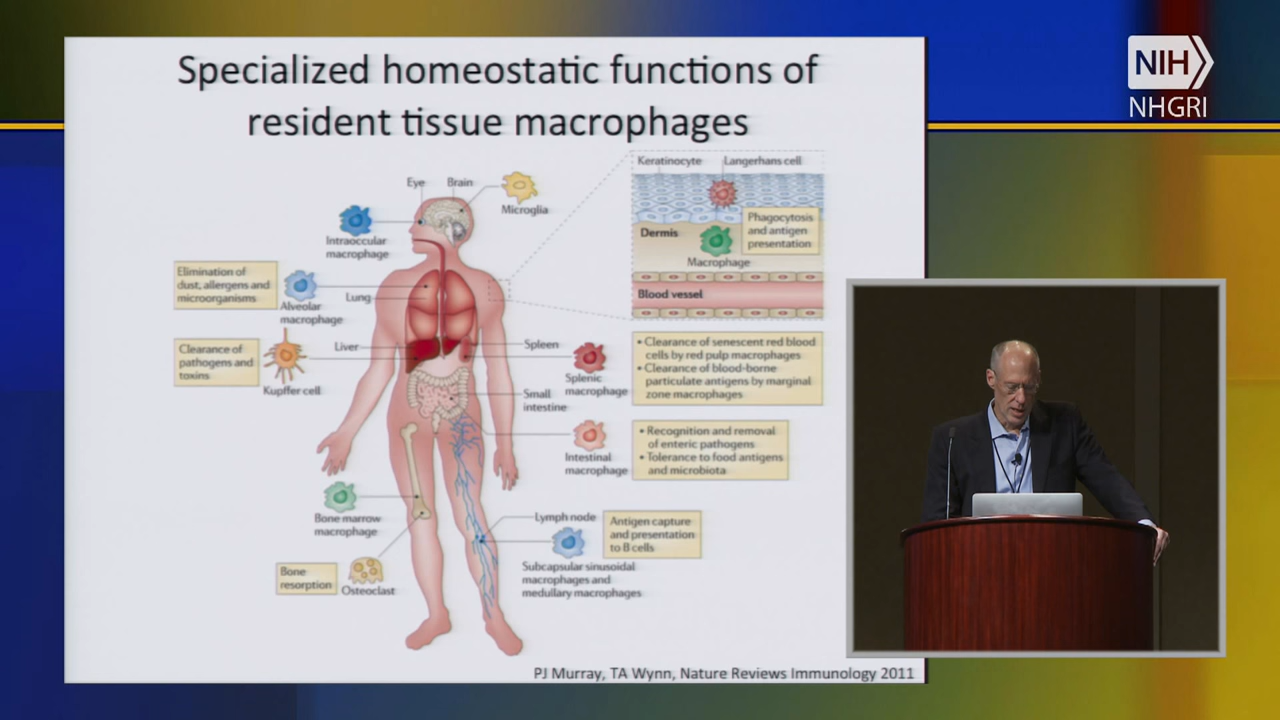 Specialized homeostatic functions of
resident tissue macrophages
NIH
NHGRI
Eye
Brain
Microglia
Intraoccular
macrophage
Keratinocyte
Langerhans cell
Phagocytosis
and antigen
presentation
Dermis
Macrophage
Blood vessel
Elimination of
dust, allergens and
microorganisms
Alveolar
macrophage
Lung
Clearance of
pathogens and
toxins
Kupffer cell
Liver
Spleen
Splenic
macrophage
• Clearance of senescent red blood
cells by red pulp macrophages
• Clearance of blood-borne
particulate antigens by marginal
zone macrophages
Small
intestine
Intestinal
macrophage
• Recognition and removal
of enteric pathogens
• Tolerance to food antigens
and microbiota
Bone marrow
macrophage
Lymph node
Antigen capture
and presentation
to B cells
Subcapsular sinusoidal
macrophages and
medullary macrophages
Bone
resorption
Osteoclast
PJ Murray, TA Wynn, Nature Reviews Immunology 2011